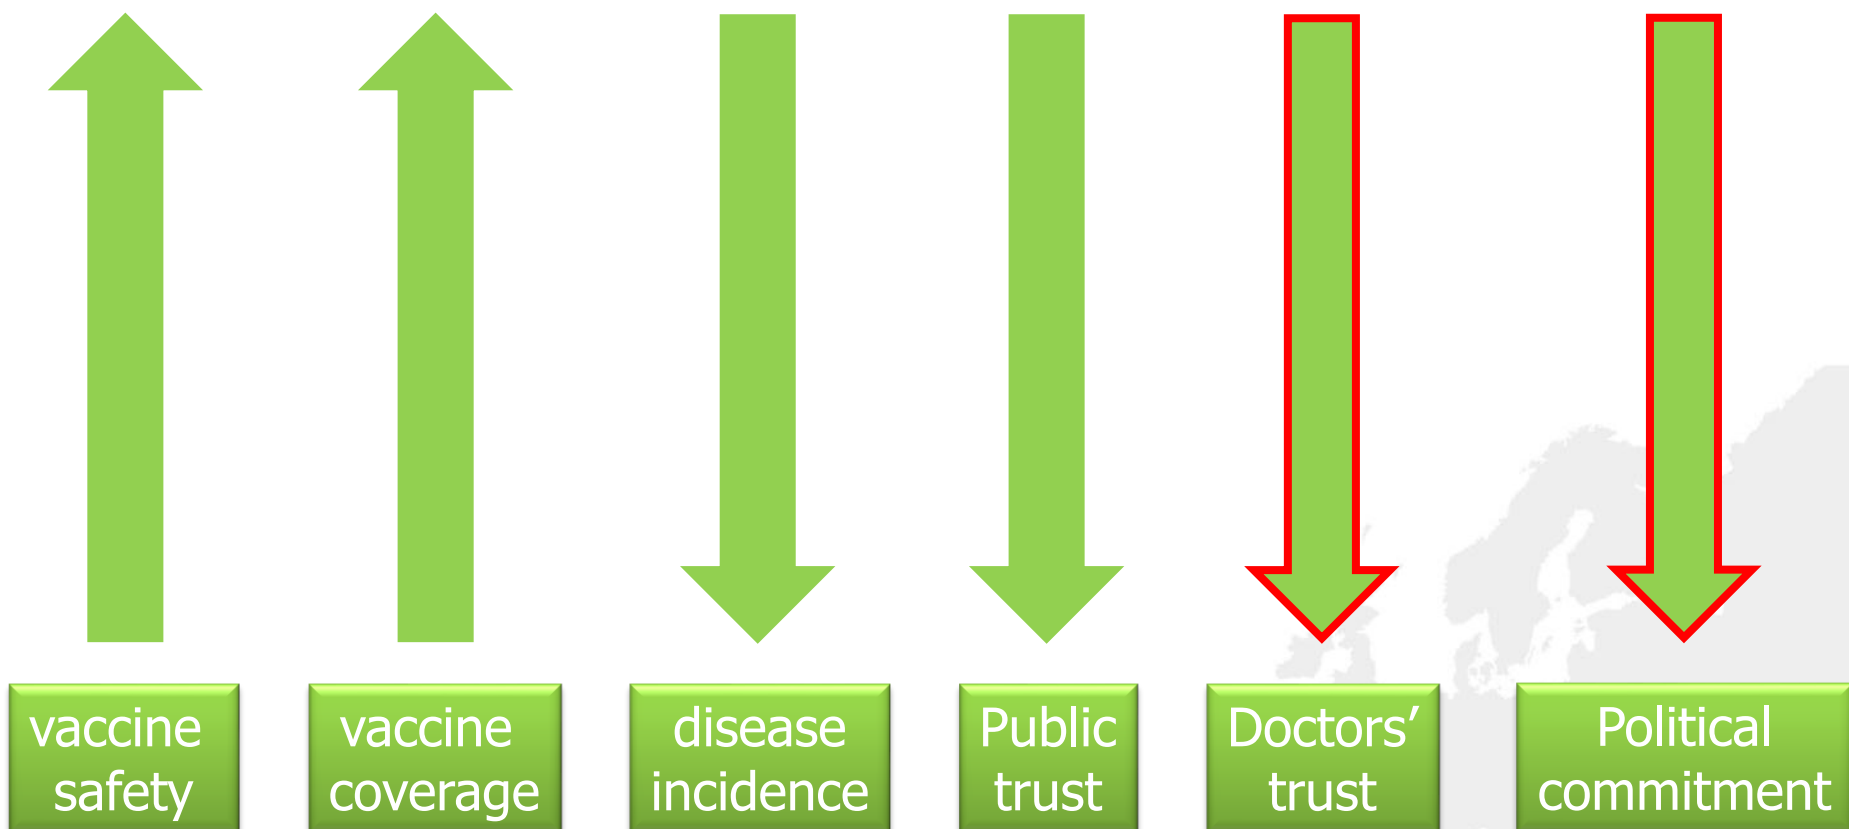 vaccine
safety
vaccine
coverage
disease
incidence
Public
trust
Doctors’
trust
Political
commitment